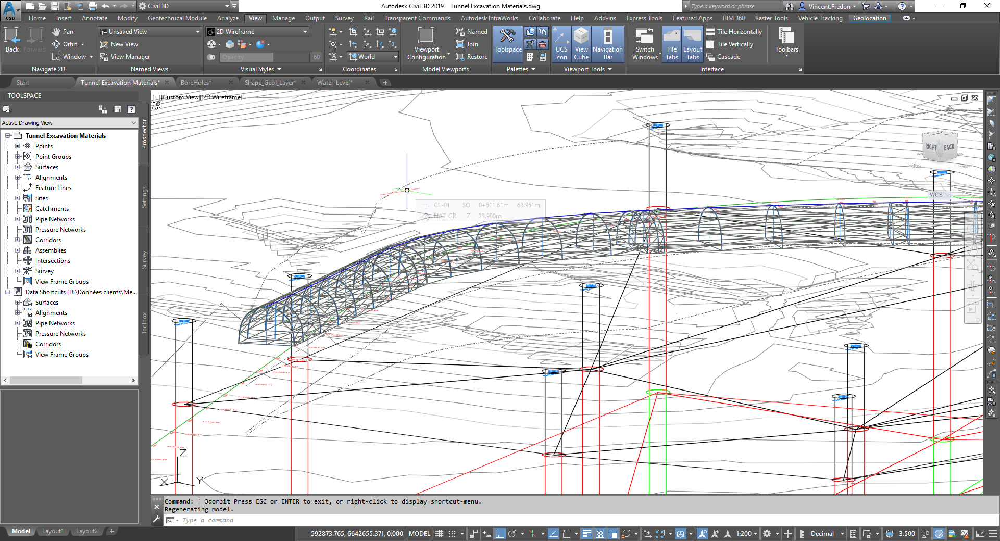 Civil 3D
Autodesk Civil 3D 2019 Tunnel Excavation Materials.dwg
Type a keyword or phrase
Vincent.Fredon
C3D
Home Insert Annotate Modify Geotechnical Module Analyze View Manage Output Survey Rail Transparent Commands Autodesk InfraWorks Collaborate Help Add-ins Express Tools Featured Apps BIM 360 Raster Tools Vehicle Tracking Geolocation
Back
Forward
Pan
Orbit
Window
Navigate 2D
Unsaved View
New View
View Manager
Named Views
2D Wireframe
Opacity 60
Visual Styles
World
Coordinates
Viewport
Configuration
Named
Join
Restore
Model Viewports
Toolspace
Palettes
UCS
Icon
View
Cube
Navigation
Bar
Viewport Tools
Switch
Windows
File
Tabs
Layout
Tabs
Tile Horizontally
Tile Vertically
Cascade
Interface
Toolbars
Start
Tunnel Excavation Materials*
BoreHoles*
Shape_Geol_Layer*
Water-Level*
TOOLSPACE
Active Drawing View
Tunnel Excavation Materials
Points
Point Groups
Surfaces
Alignments
Feature Lines
Sites
Catchments
Pipe Networks
Pressure Networks
Corridors
Assemblies
Intersections
Survey
View Frame Groups
Data Shortcuts [D:\Données clients\Me...
Surfaces
Alignments
Pipe Networks
Pressure Networks
Corridors
View Frame Groups
Prospector
Settings
Survey
Toolbox
[−][Custom View][2D Wireframe]
CL-01 SO 0+511.61m 68.951m
NAT_GR Z 23.900m
RIGHT BACK
WCS
Z
X
Y
Command: '_3dorbit Press ESC or ENTER to exit, or right-click to display shortcut-menu.
Regenerating model.
Type a command
Model Layout1 Layout2
592873.765, 6642655.371, 0.000 MODEL
1:200
Decimal
3.500